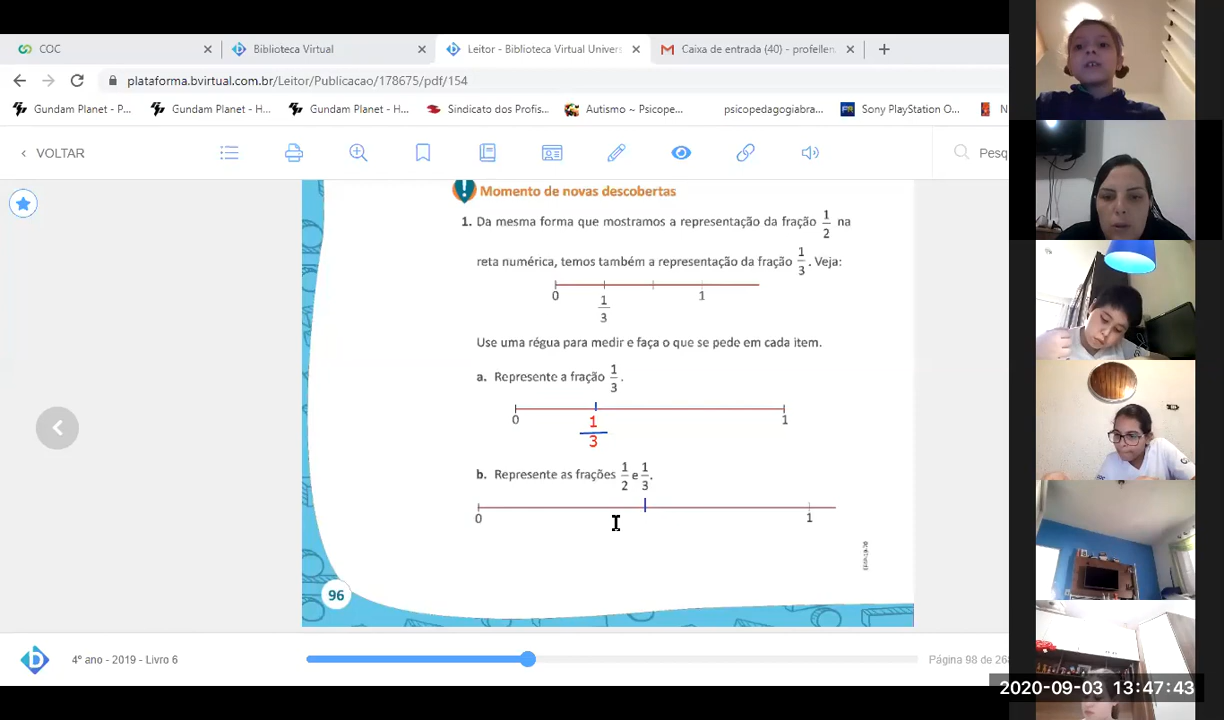 COC
Biblioteca Virtual
Leitor - Biblioteca Virtual Univers
Caixa de entrada (40) - profellen.
plataforma.bvirtual.com.br/Leitor/Publicacao/178675/pdf/154
Gundam Planet - P...
Gundam Planet - H...
Gundam Planet - H...
Sindicato dos Profis...
Autismo ~ Psicope...
psicopedagogiabra...
Sony PlayStation O...
N
VOLTAR
Pesq
! Momento de novas descobertas
1. Da mesma forma que mostramos a representação da fração 1/2 na
reta numérica, temos também a representação da fração 1/3. Veja:
0 1/3 1
Use uma régua para medir e faça o que se pede em cada item.
a. Represente a fração 1/3.
0 1/3 1
b. Represente as frações 1/2 e 1/3.
0 1
96
4º ano - 2019 - Livro 6
Página 98 de 268
2020-09-03 13:47:43